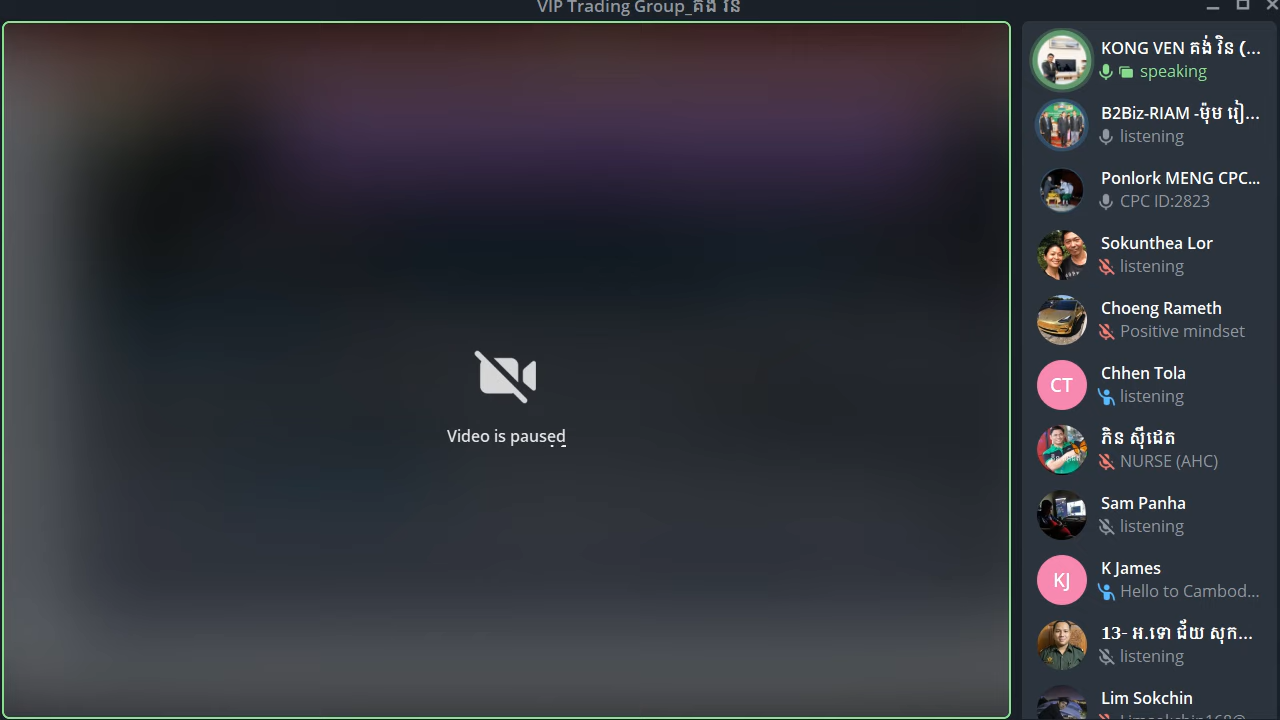 VIP Trading Group_គង់ វិន
KONG VEN គង់ វិន (...
speaking
B2Biz-RIAM -ម៉ុម រៀ...
listening
Ponlork MENG CPC...
CPC ID:2823
Sokunthea Lor
listening
Choeng Rameth
Positive mindset
Chhen Tola
listening
ភិន ស៊ីដេត
NURSE (AHC)
Sam Panha
listening
K James
Hello to Cambod...
13- អ.ទោ ជ័យ សុក...
listening
Lim Sokchin
Video is paused
CT
KJ